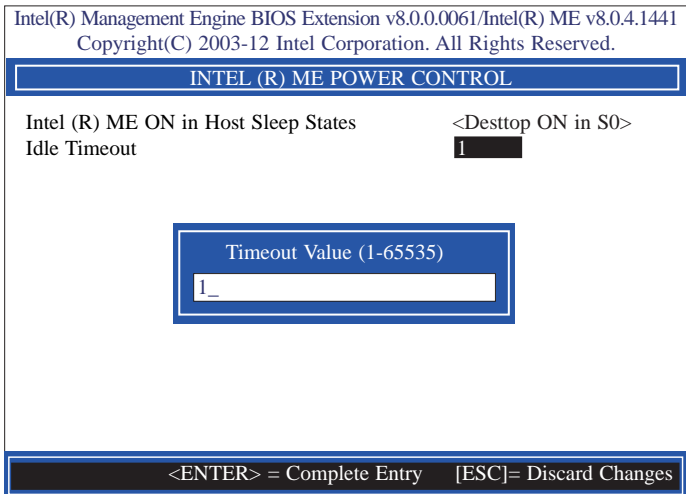 Intel(R) Management Engine BIOS Extension v8.0.0.0061/Intel(R) ME v8.0.4.1441
Copyright(C) 2003-12 Intel Corporation. All Rights Reserved.
INTEL (R) ME POWER CONTROL
Intel (R) ME ON in Host Sleep States <Desttop ON in S0>
Idle Timeout 1
Timeout Value (1-65535)
1_
<ENTER> = Complete Entry [ESC]= Discard Changes